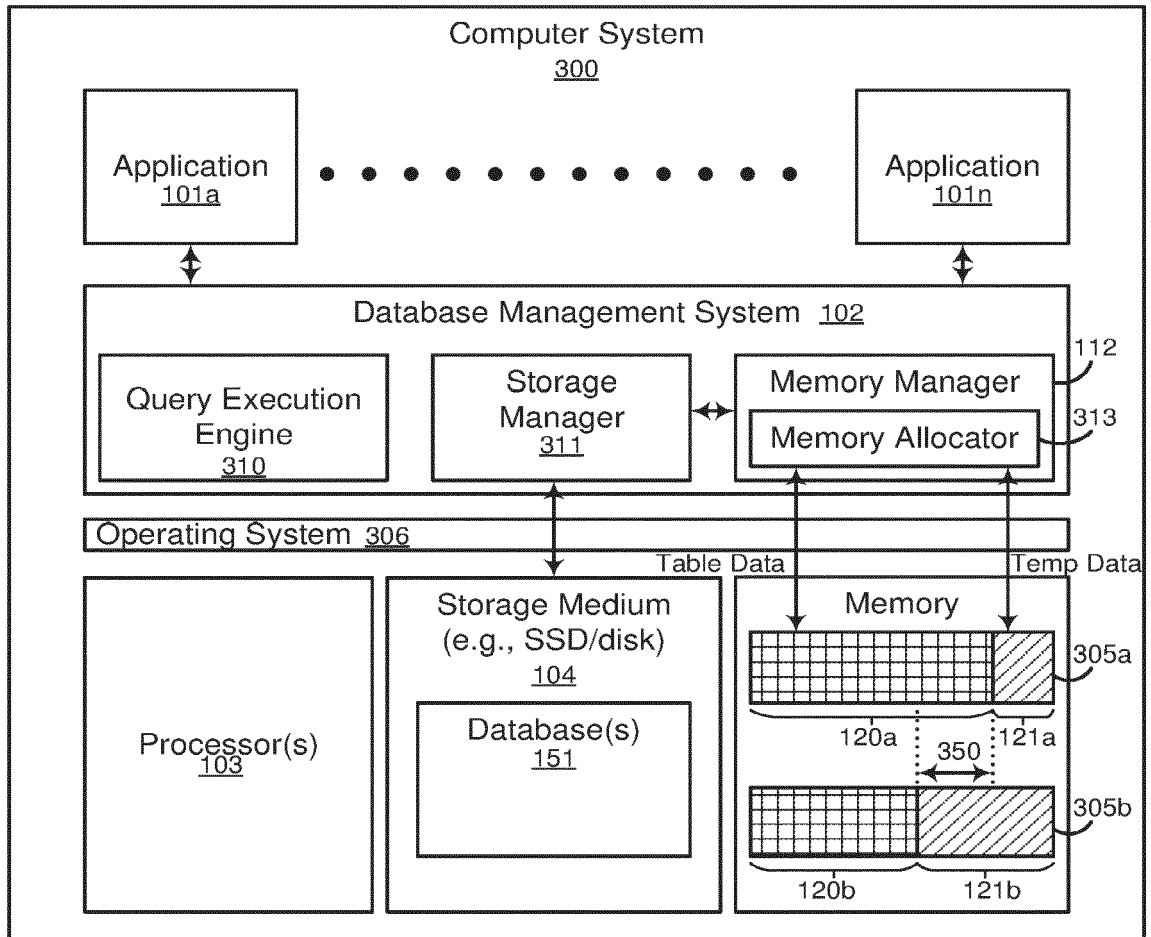 Computer System
300
Application
101a
Application
101n
Database Management System 102
Query Execution
Engine
310
Storage
Manager
311
Memory Manager
Memory Allocator
112
313
Operating System 306
Table Data
Temp Data
Processor(s)
103
Storage Medium
(e.g., SSD/disk)
104
Database(s)
151
Memory
305a
120a
121a
350
305b
120b
121b